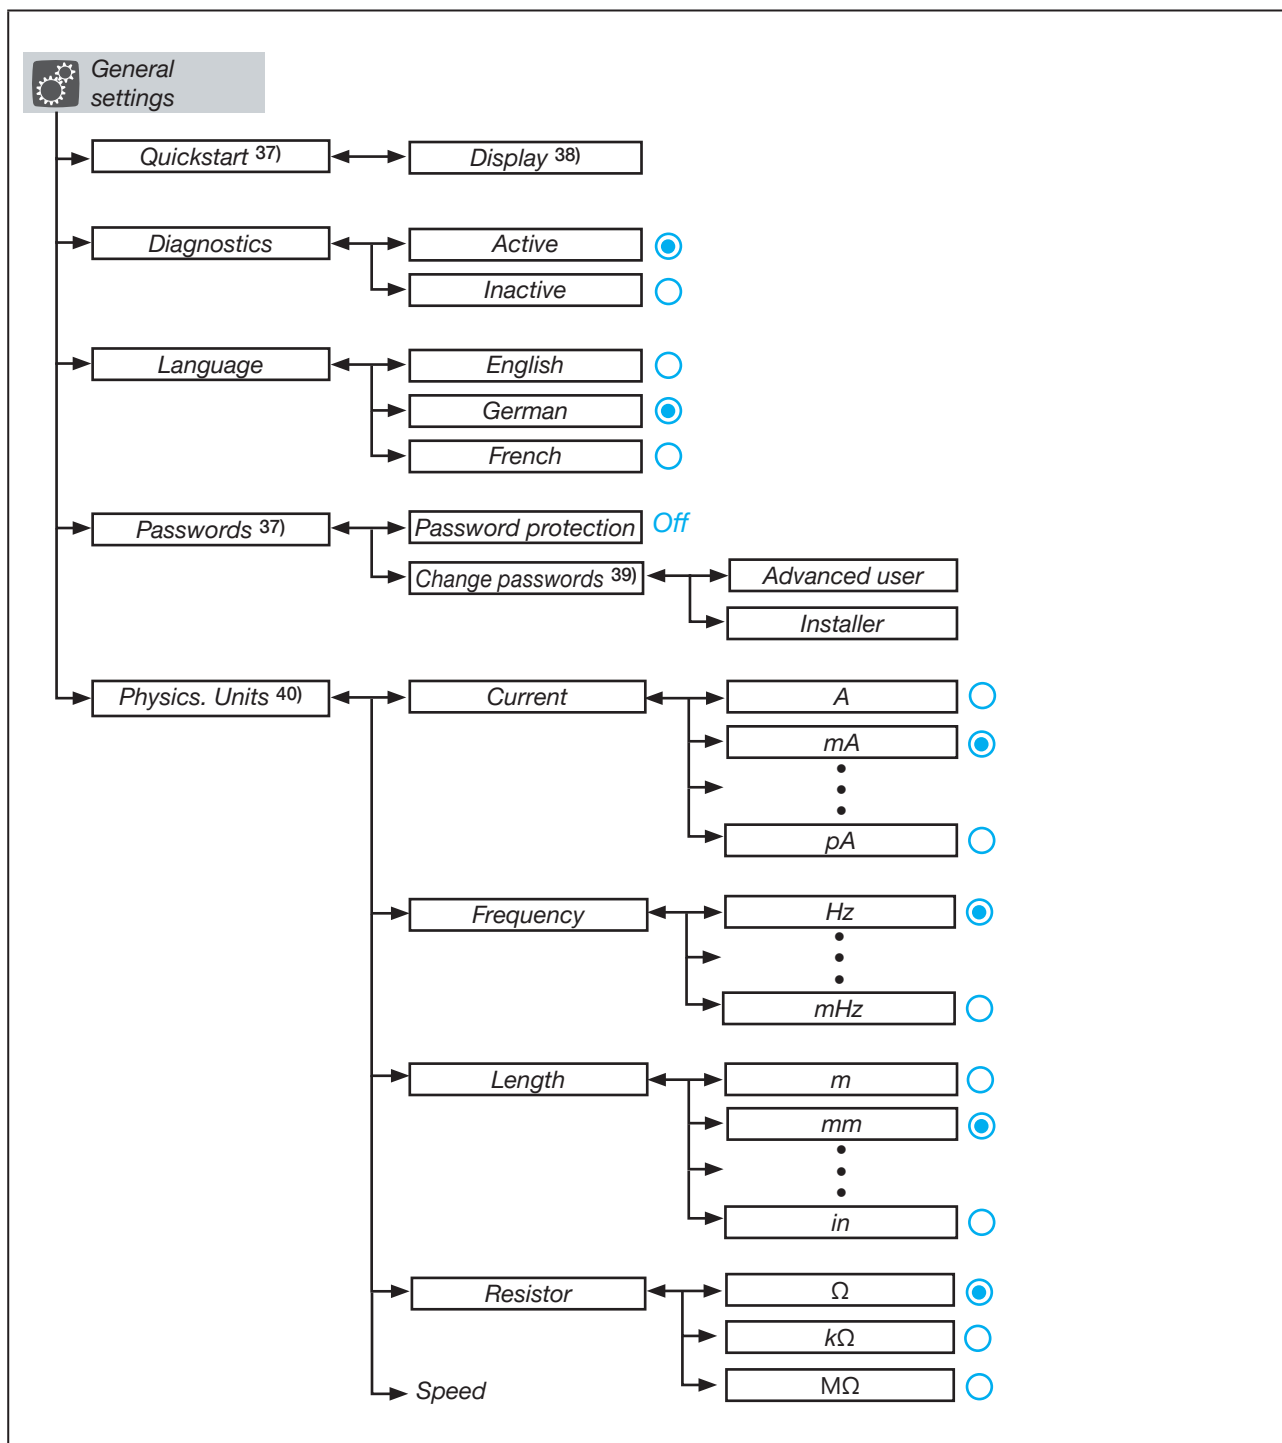 General
settings
Quickstart 37)
Display 38)
Diagnostics
Active
Inactive
Language
English
German
French
Passwords 37)
Password protection
Off
Change passwords 39)
Advanced user
Installer
Physics. Units 40)
Current
A
mA
pA
Frequency
Hz
mHz
Length
m
mm
in
Resistor
Ω
kΩ
MΩ
Speed